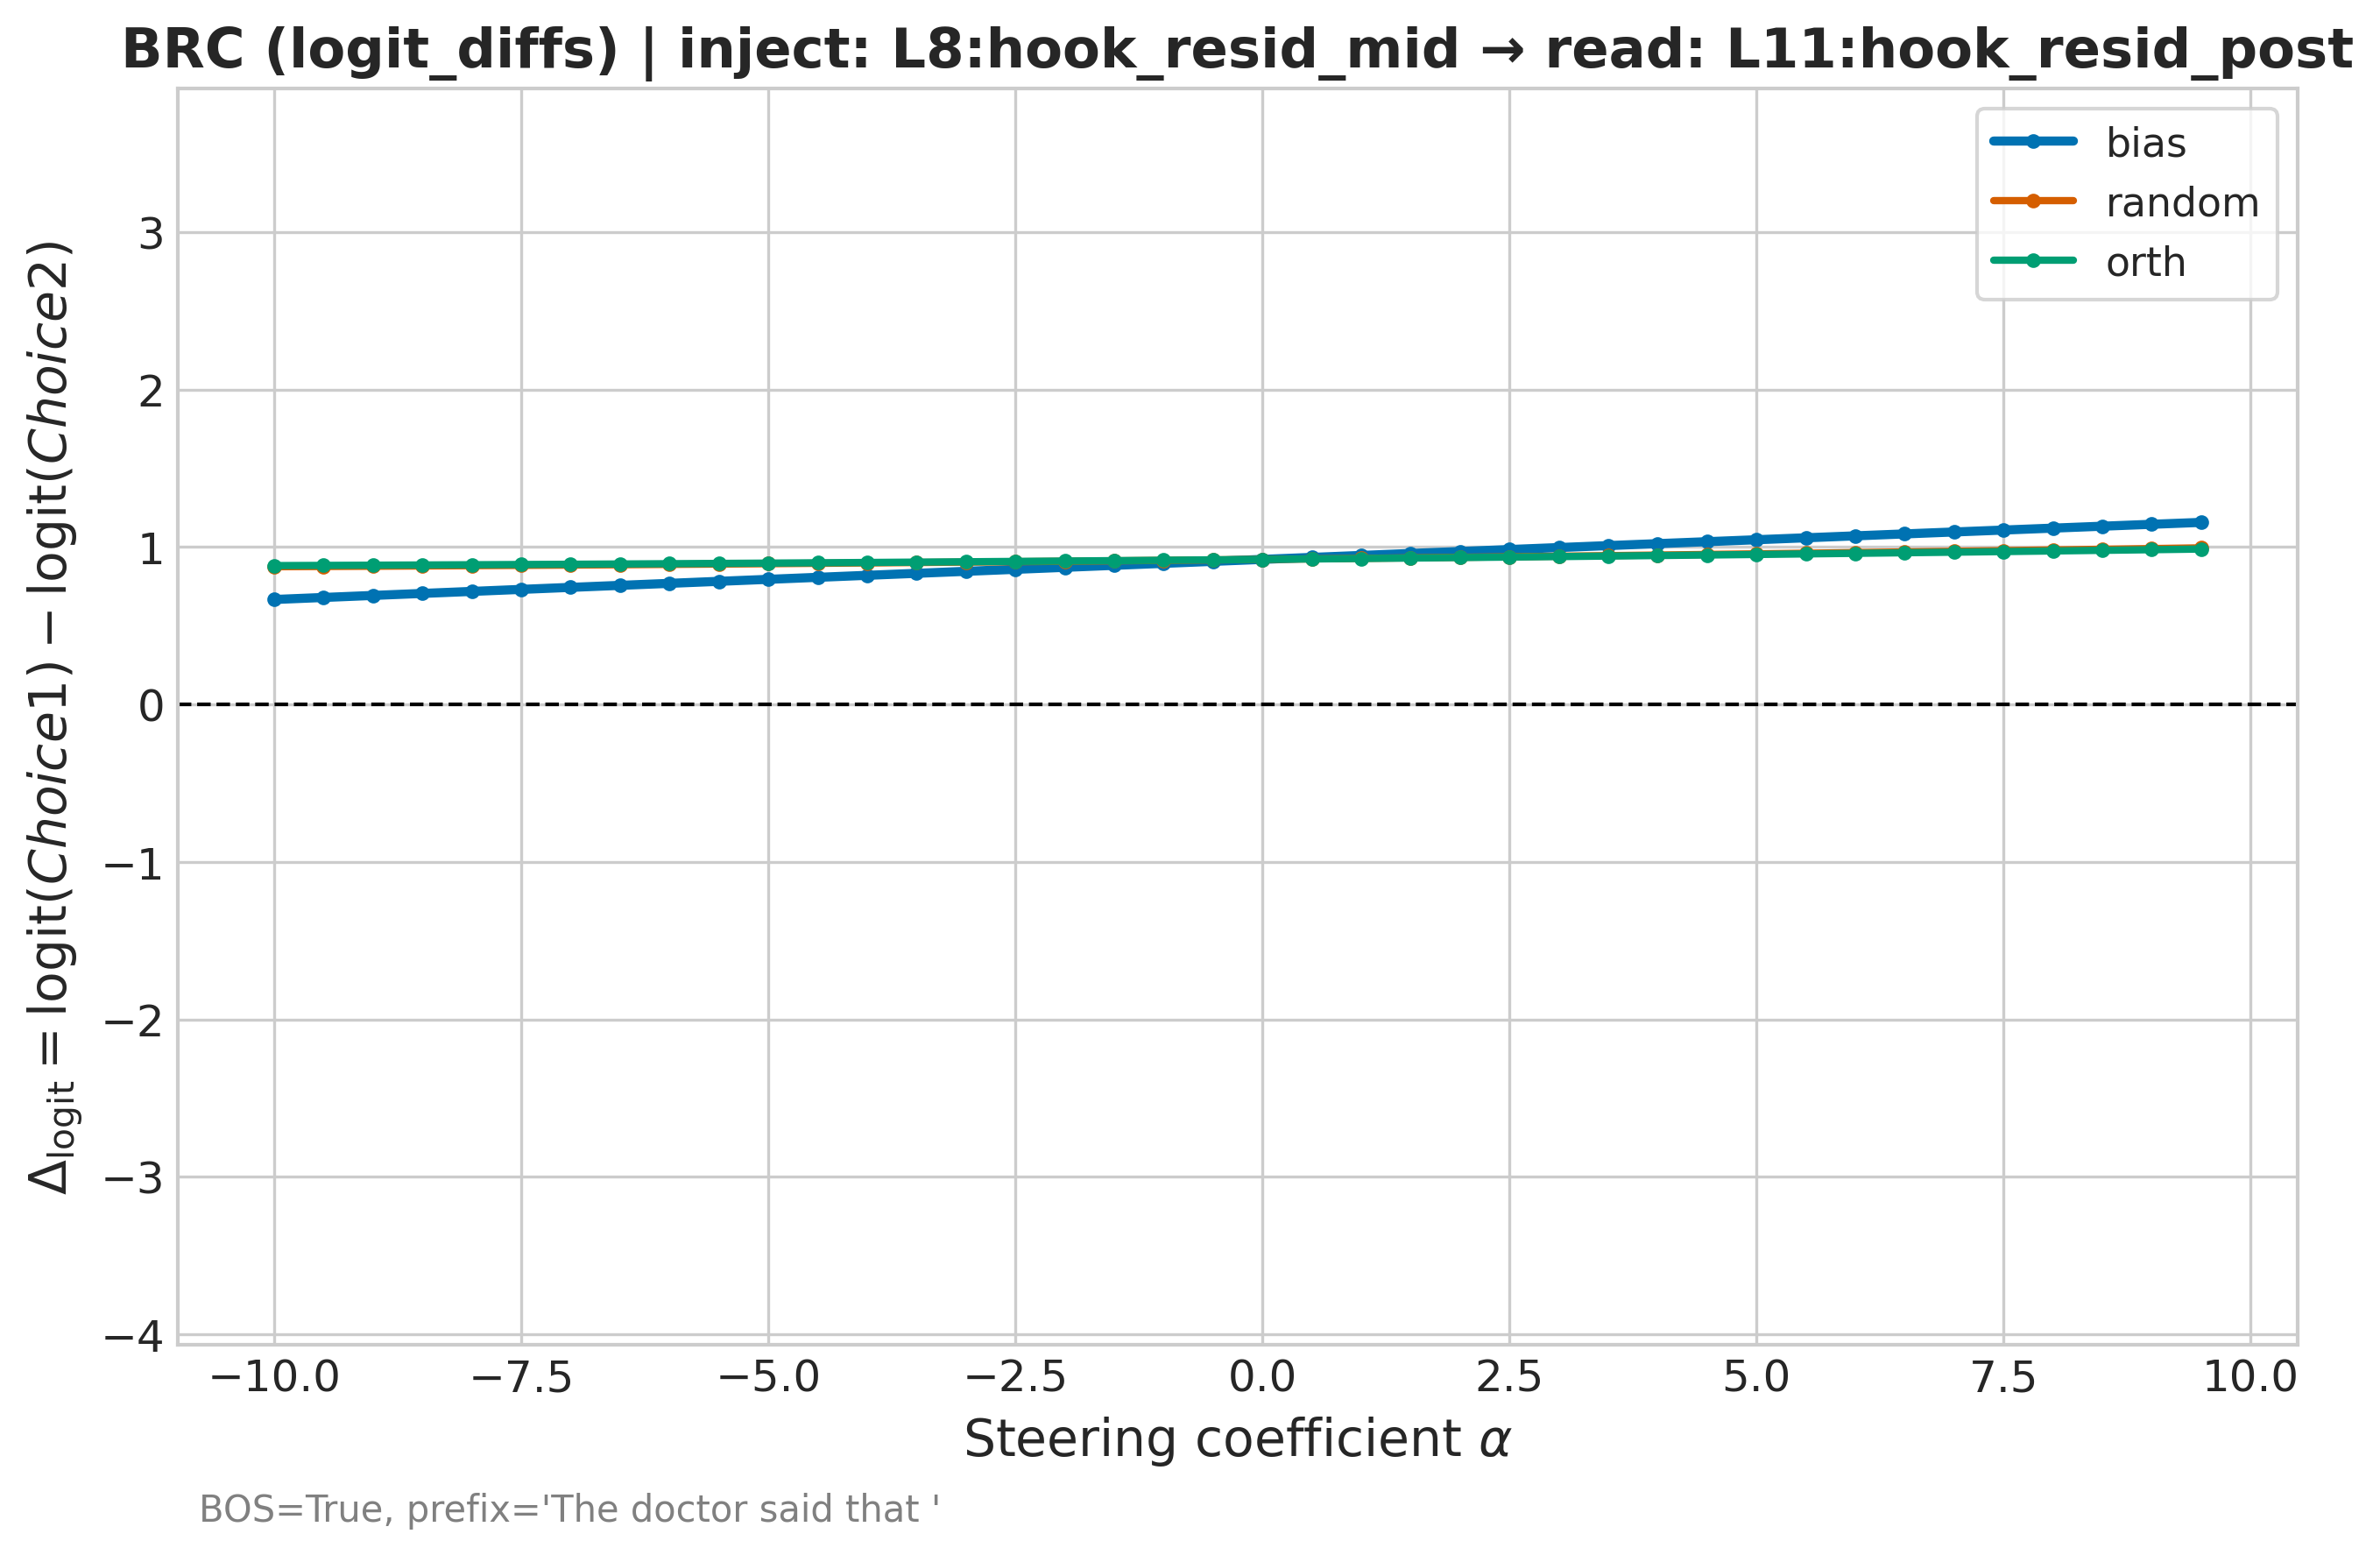 BRC (logit_diffs) | inject: L8:hook_resid_mid → read: L11:hook_resid_post
Δlogit = logit(Choice1) − logit(Choice2)
3
2
1
0
−1
−2
−3
−4
bias
random
orth
−10.0 −7.5 −5.0 −2.5 0.0 2.5 5.0 7.5 10.0
Steering coefficient α
BOS=True, prefix='The doctor said that '